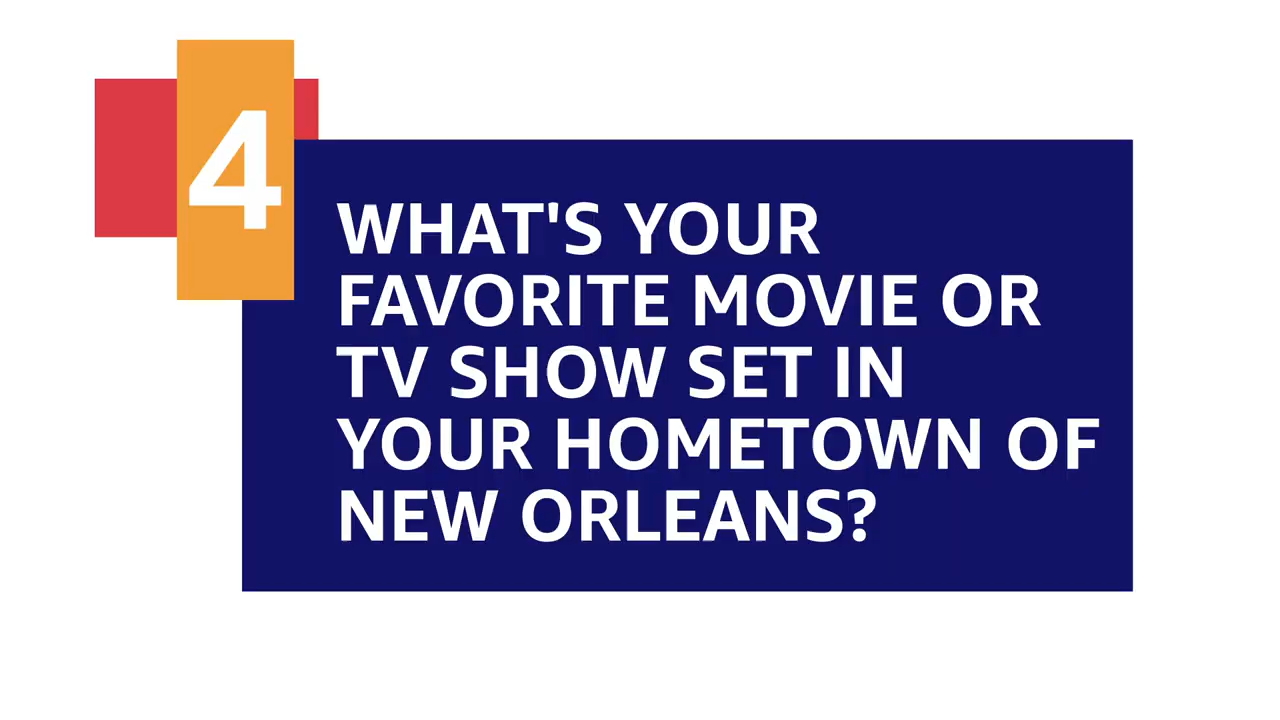 4
WHAT'S YOUR
FAVORITE MOVIE OR
TV SHOW SET IN
YOUR HOMETOWN OF
NEW ORLEANS?